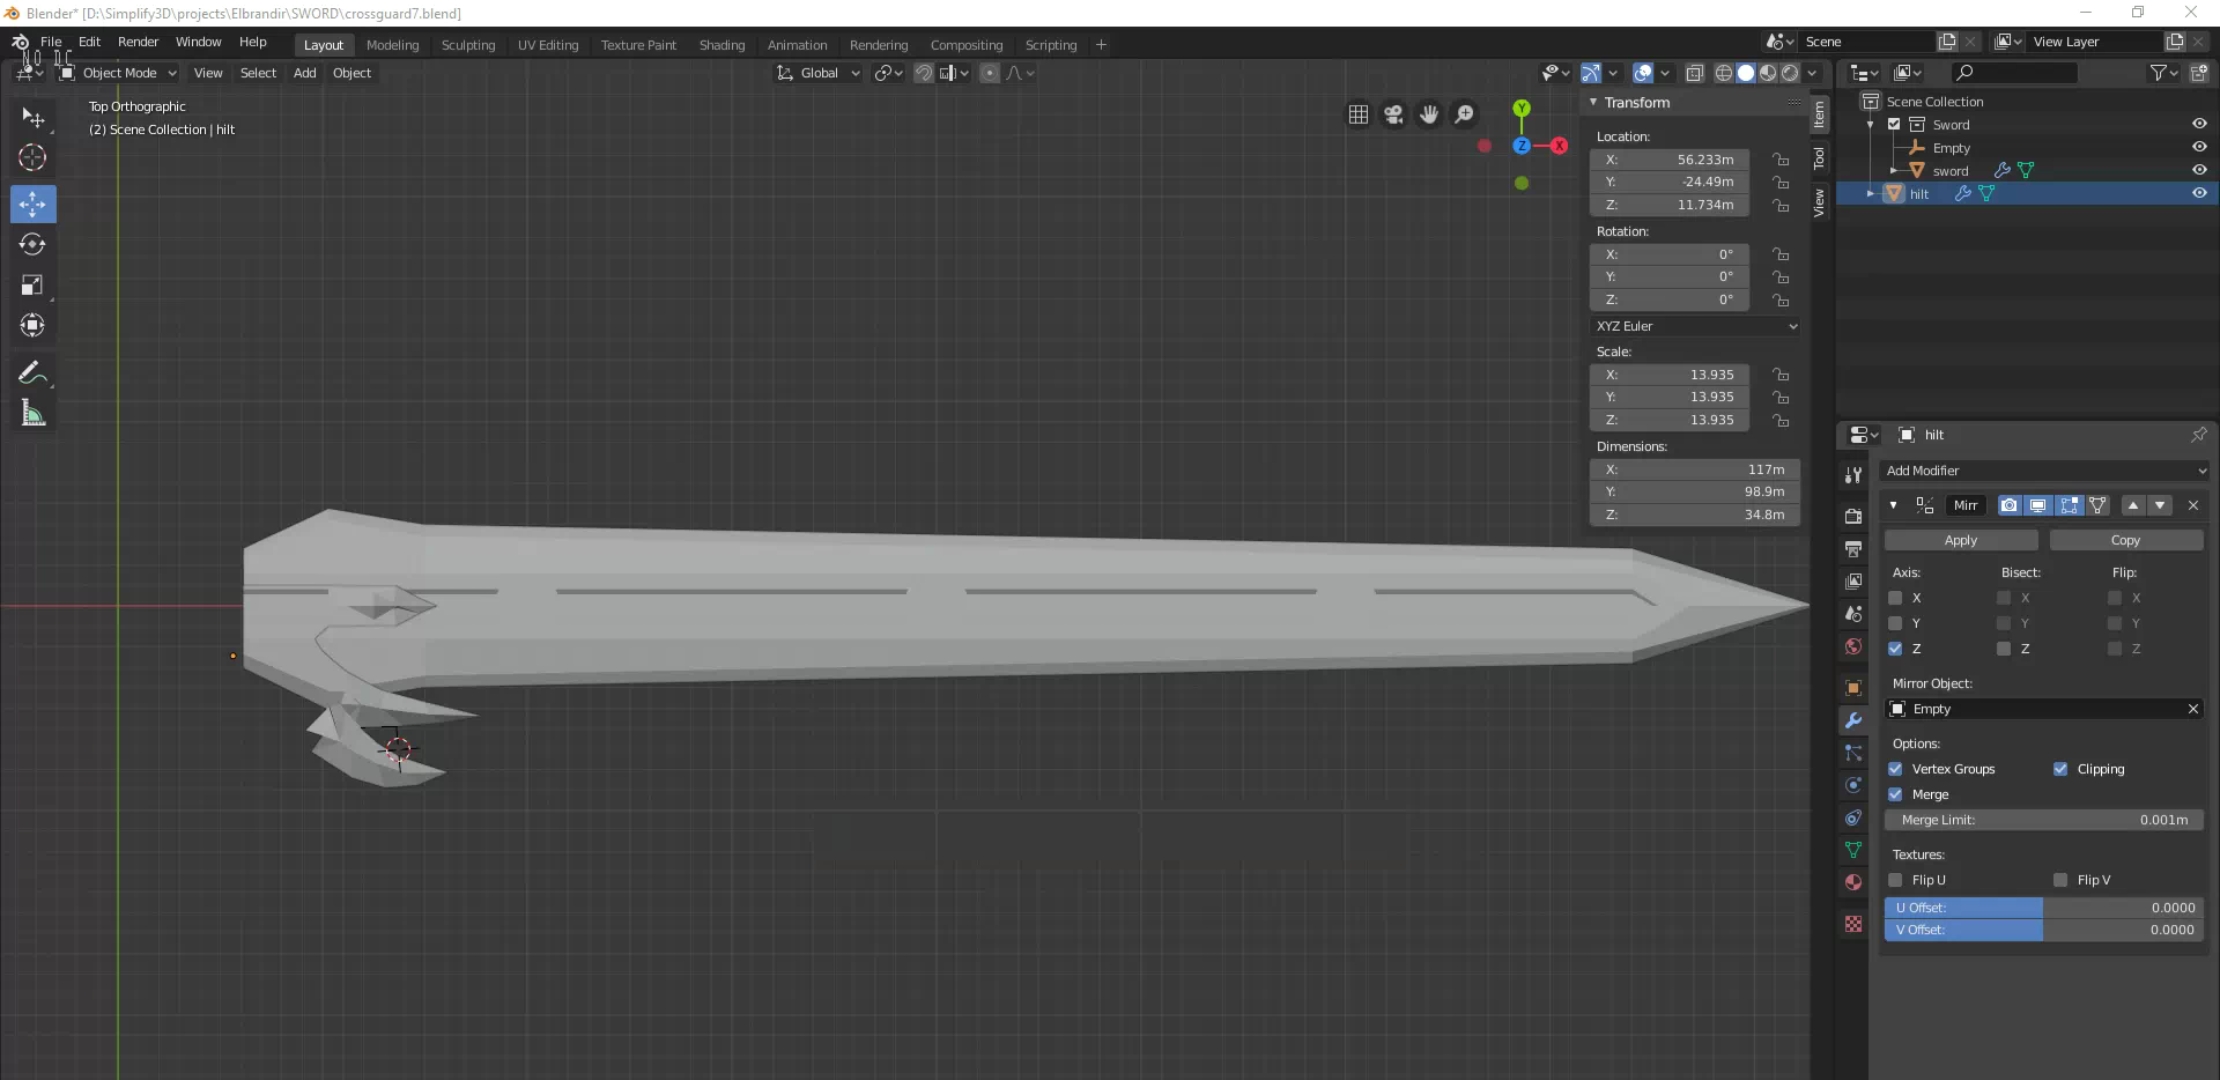 Blender* [D:\Simplify3D\projects\Elbrandir\SWORD\crossguard7.blend]
File Edit Render Window Help Layout Modeling Sculpting UV Editing Texture Paint Shading Animation Rendering Compositing Scripting + Scene View Layer
Object Mode View Select Add Object Global
Top Orthographic
(2) Scene Collection | hilt
Y
Z X
Transform
Location:
X: 56.233m
Y: -24.49m
Z: 11.734m
Rotation:
X: 0°
Y: 0°
Z: 0°
XYZ Euler
Scale:
X: 13.935
Y: 13.935
Z: 13.935
Dimensions:
X: 117m
Y: 98.9m
Z: 34.8m
Item
Tool
View
Scene Collection
Sword
Empty
sword
hilt
hilt
Add Modifier
Mirr
Apply Copy
Axis: Bisect: Flip:
X X X
Y Y Y
Z Z Z
Mirror Object:
Empty
Options:
Vertex Groups Clipping
Merge
Merge Limit: 0.001m
Textures:
Flip U Flip V
U Offset: 0.0000
V Offset: 0.0000